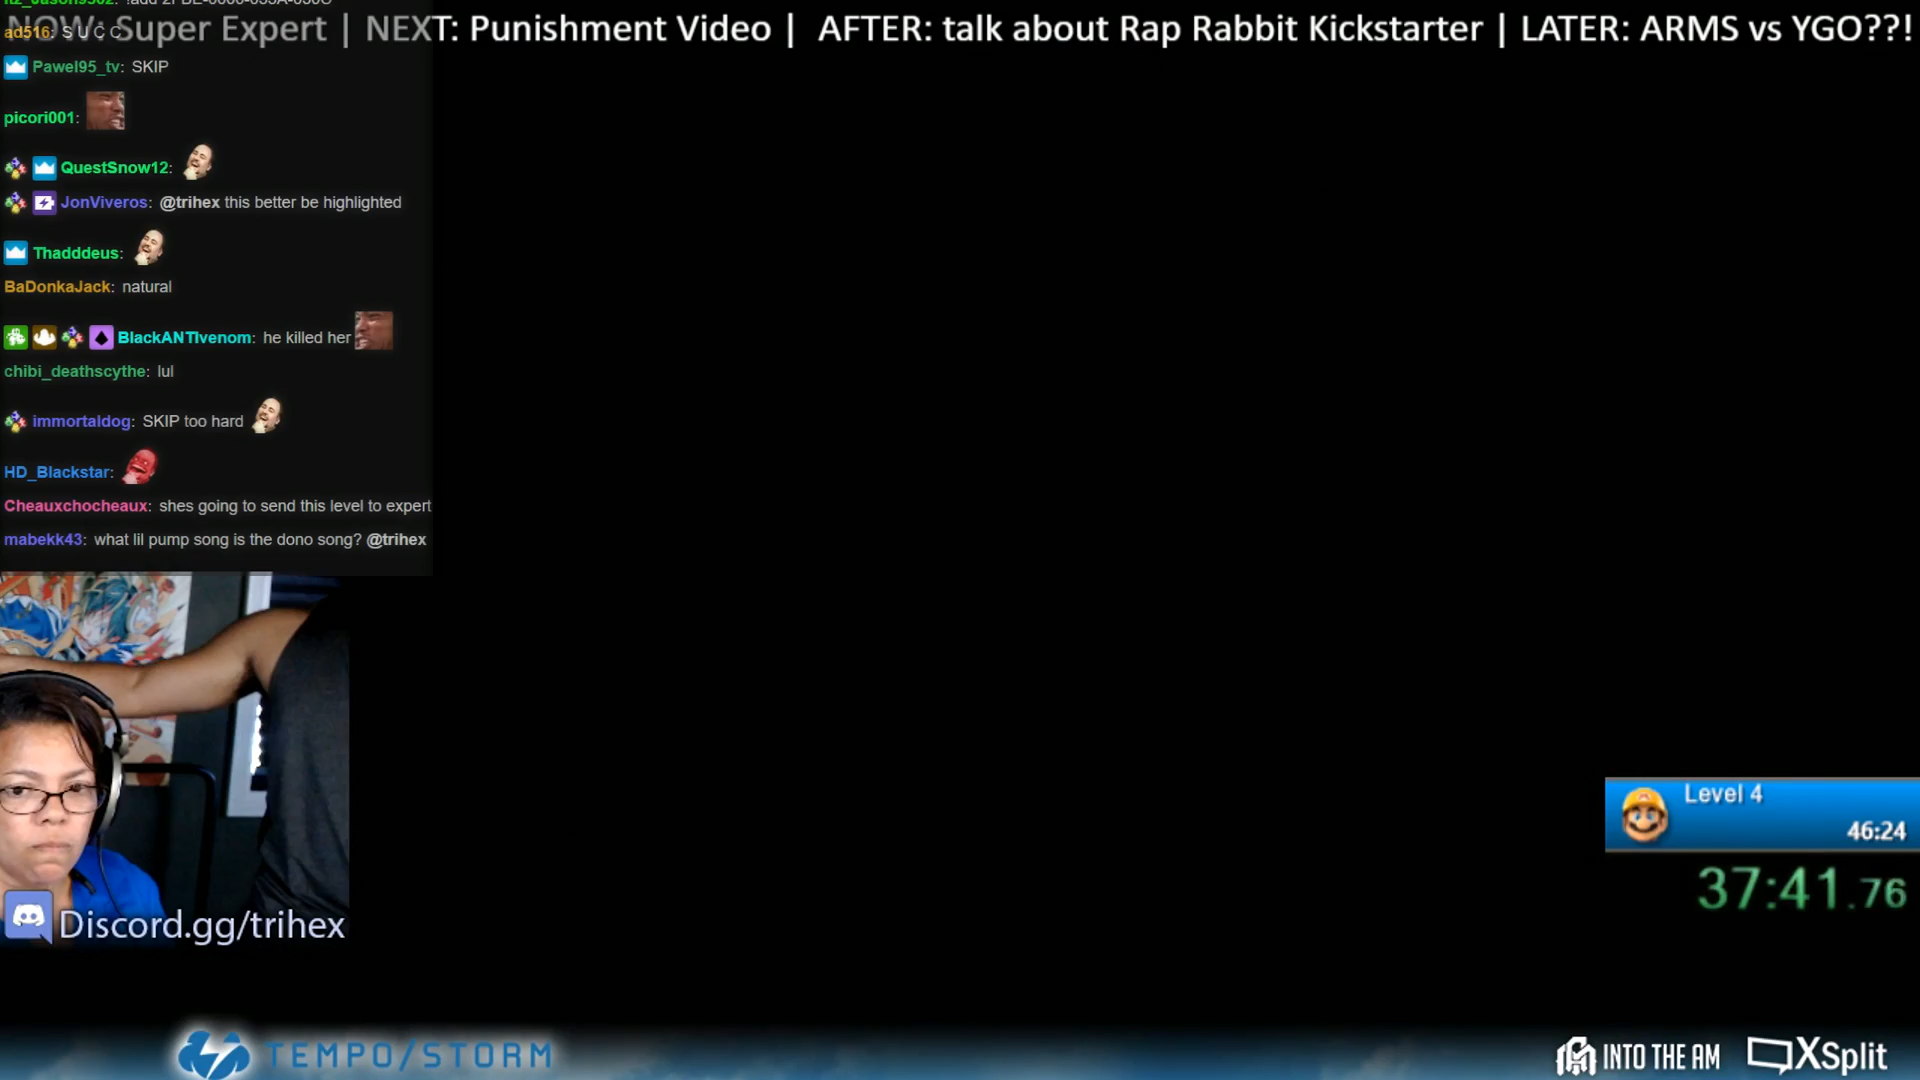 NOW: Super Expert | NEXT: Punishment Video | AFTER: talk about Rap Rabbit Kickstarter | LATER: ARMS vs YGO??!
ad516: S U C C
Pawel95_tv: SKIP
picori001:
QuestSnow12:
JonViveros: @trihex this better be highlighted
Thadddeus:
BaDonkaJack: natural
BlackANTIvenom: he killed her
chibi_deathscythe: lul
immortaldog: SKIP too hard
HD_Blackstar:
Cheauxchocheaux: shes going to send this level to expert
mabekk43: what lil pump song is the dono song? @trihex
Discord.gg/trihex
Level 4
46:24
37:41.76
TEMPO/STORM
INTO THE AM
XSplit